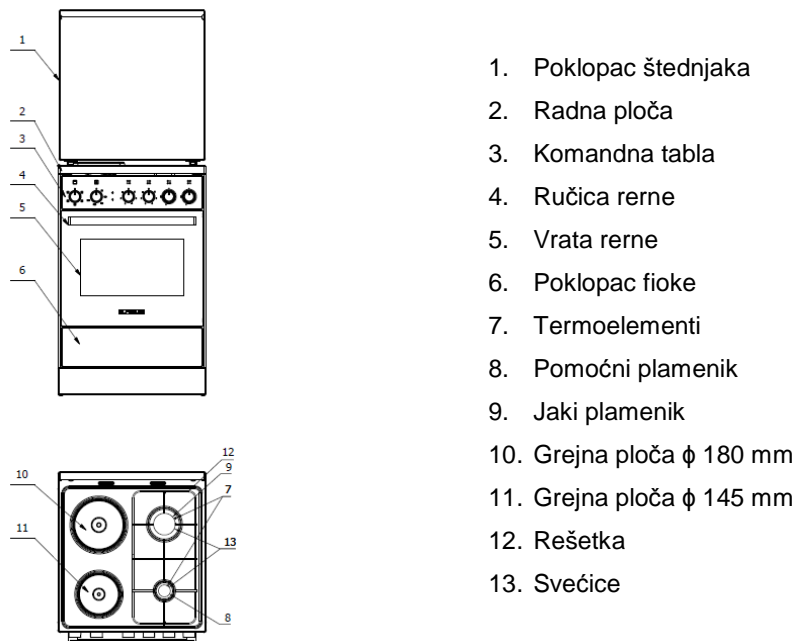 1
2
3
4
5
6
12
9
7
10
11
13
8
1. Poklopac štednjaka
2. Radna ploča
3. Komandna tabla
4. Ručica rerne
5. Vrata rerne
6. Poklopac fioke
7. Termoelementi
8. Pomoćni plamenik
9. Jaki plamenik
10. Grejna ploča ϕ 180 mm
11. Grejna ploča ϕ 145 mm
12. Rešetka
13. Svećice